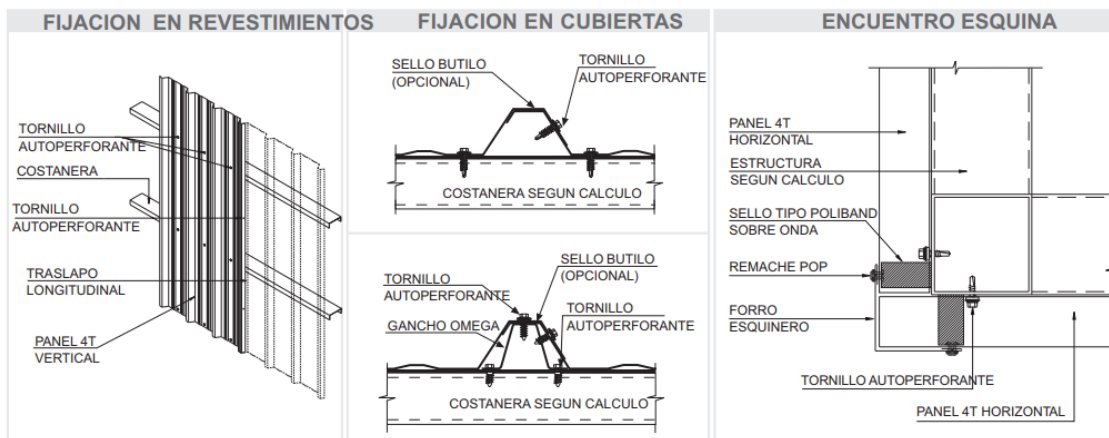 FIJACION EN REVESTIMIENTOS
TORNILLO
AUTOPERFORANTE
COSTANERA
TORNILLO
AUTOPERFORANTE
TRASLAPO
LONGITUDINAL
PANEL 4T
VERTICAL
FIJACION EN CUBIERTAS
SELLO BUTILO
(OPCIONAL)
TORNILLO
AUTOPERFORANTE
COSTANERA SEGUN CALCULO
TORNILLO
AUTOPERFORANTE
SELLO BUTILO
(OPCIONAL)
GANCHO OMEGA
TORNILLO
AUTOPERFORANTE
COSTANERA SEGUN CALCULO
ENCUENTRO ESQUINA
PANEL 4T
HORIZONTAL
ESTRUCTURA
SEGUN CALCULO
SELLO TIPO POLIBAND
SOBRE ONDA
REMACHE POP
FORRO
ESQUINERO
TORNILLO AUTOPERFORANTE
PANEL 4T HORIZONTAL